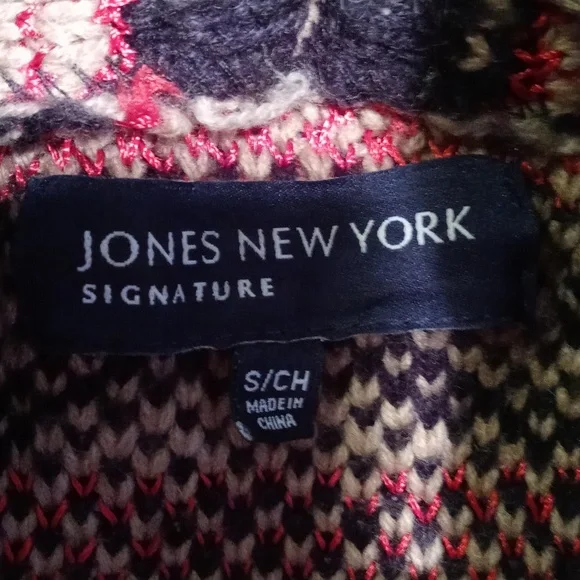 JONES NEW YORK
SIGNATURE
S/CH
MADE IN
CHINA